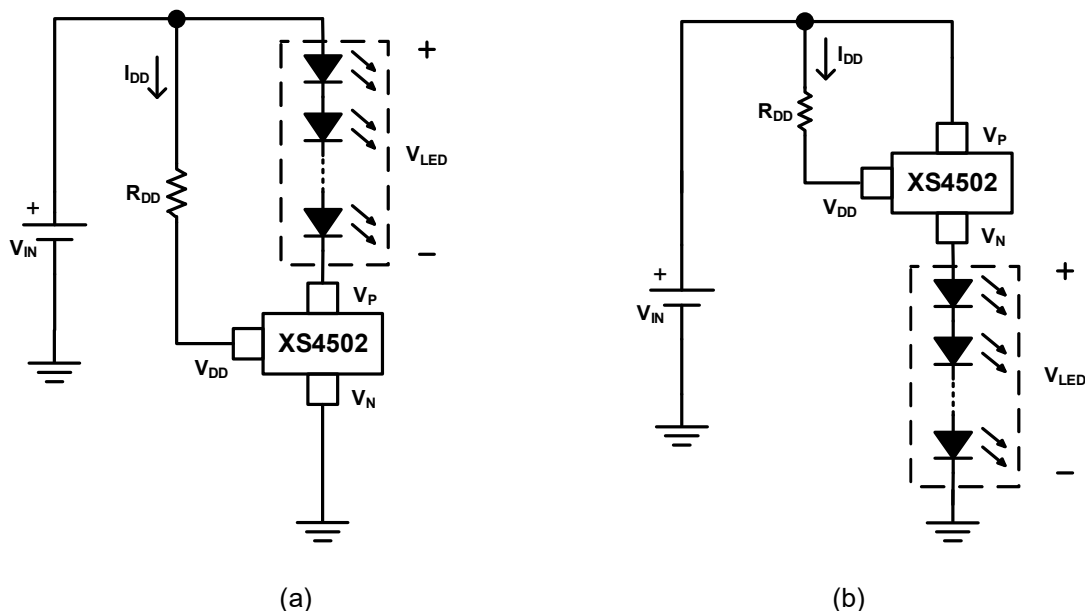 +
I_DD
R_DD
V_LED
+
V_IN
−
V_P
XS4502
V_DD
V_N
(a)
I_DD
R_DD
V_P
XS4502
V_DD
V_N
+
+
V_IN
V_LED
−
(b)